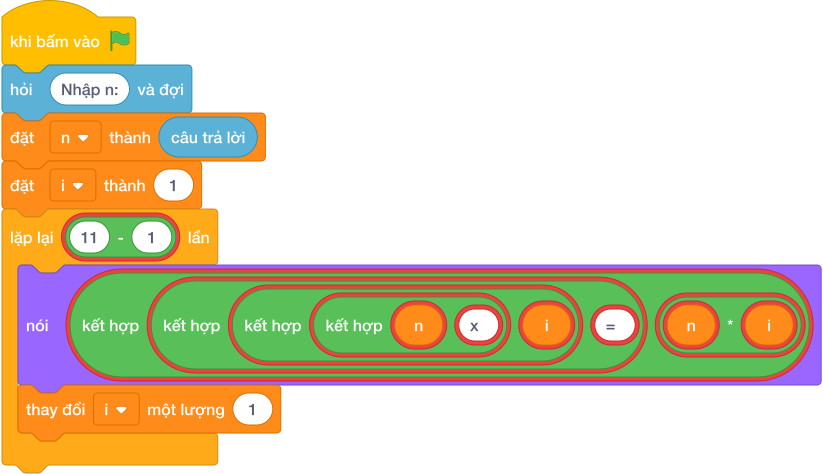 khi bấm vào
hỏi Nhập n: và đợi
đặt n thành câu trả lời
đặt i thành 1
lặp lại 11 - 1 lần
nói kết hợp kết hợp kết hợp kết hợp n x i = n * i
thay đổi i một lượng 1